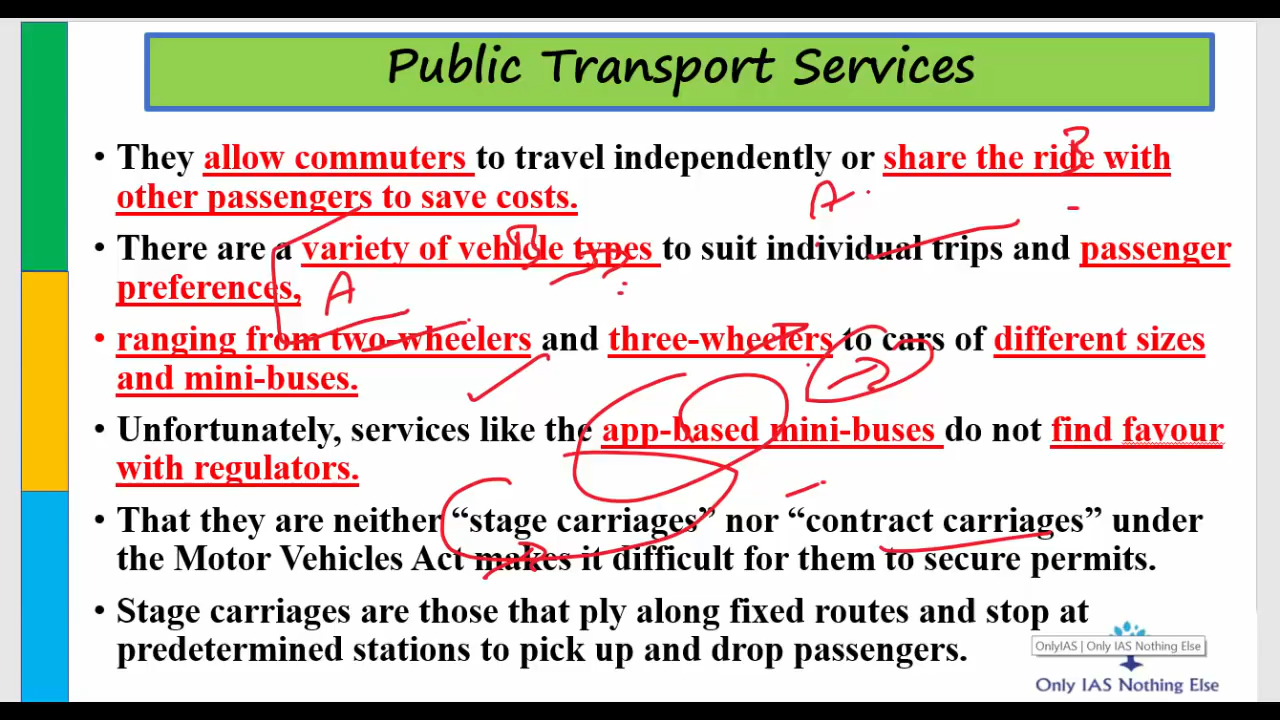 Public Transport Services
• They allow commuters to travel independently or share the ride with
other passengers to save costs.
• There are a variety of vehicle types to suit individual trips and passenger
preferences,
• ranging from two-wheelers and three-wheelers to cars of different sizes
and mini-buses.
• Unfortunately, services like the app-based mini-buses do not find favour
with regulators.
• That they are neither “stage carriages” nor “contract carriages” under
the Motor Vehicles Act makes it difficult for them to secure permits.
• Stage carriages are those that ply along fixed routes and stop at
predetermined stations to pick up and drop passengers.
OnlyIAS | Only IAS Nothing Else
Only IAS Nothing Else
B
A
B
A